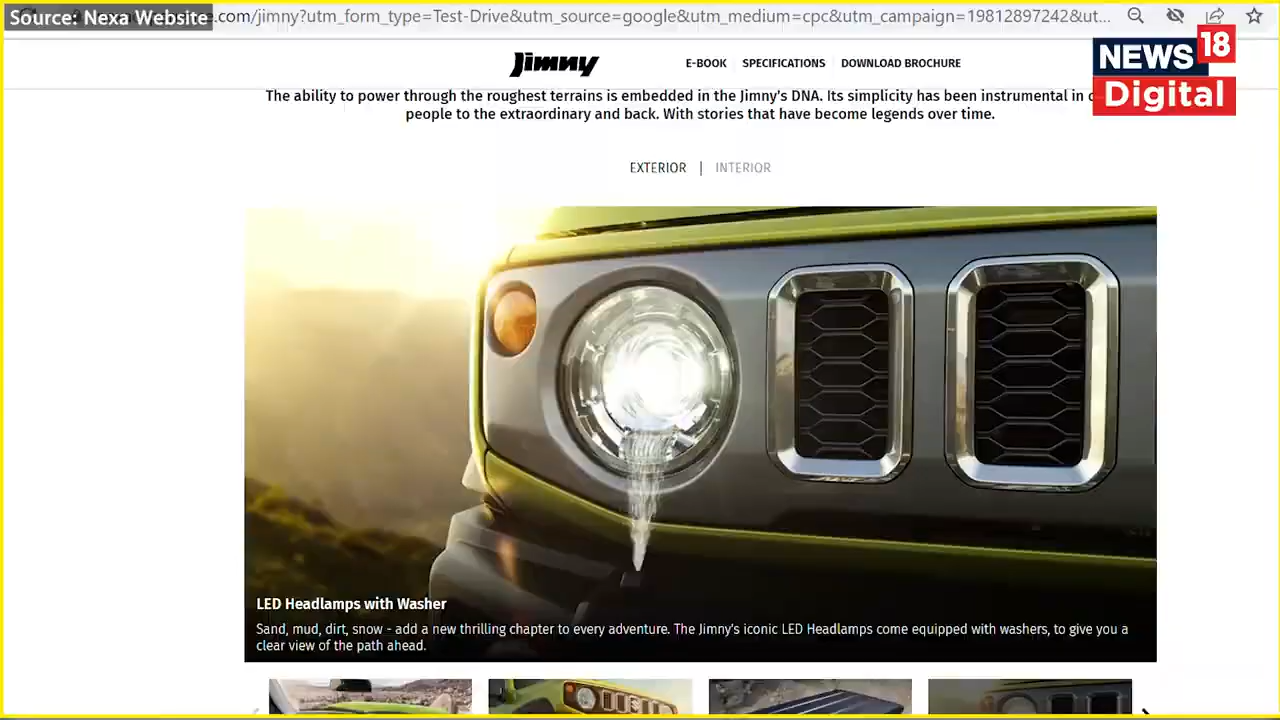 Source: Nexa Website
.com/jimny?utm_form_type=Test-Drive&utm_source=google&utm_medium=cpc&utm_campaign=19812897242&ut...
NEWS 18
Digital
Jimny
E-BOOK
SPECIFICATIONS
DOWNLOAD BROCHURE
The ability to power through the roughest terrains is embedded in the Jimny's DNA. Its simplicity has been instrumental in
people to the extraordinary and back. With stories that have become legends over time.
EXTERIOR | INTERIOR
LED Headlamps with Washer
Sand, mud, dirt, snow - add a new thrilling chapter to every adventure. The Jimny's iconic LED Headlamps come equipped with washers, to give you a
clear view of the path ahead.